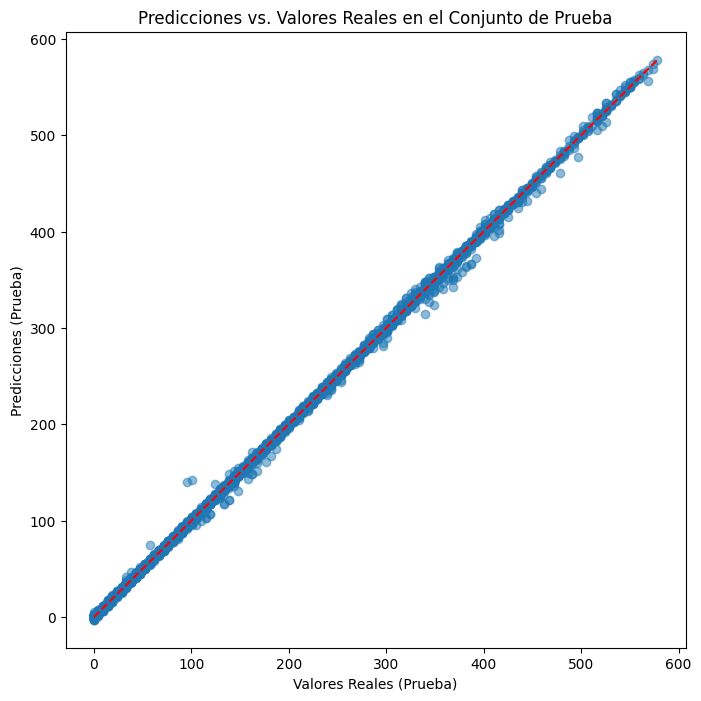 Predicciones vs. Valores Reales en el Conjunto de Prueba
600
500
400
300
200
100
0
Predicciones (Prueba)
0 100 200 300 400 500 600
Valores Reales (Prueba)